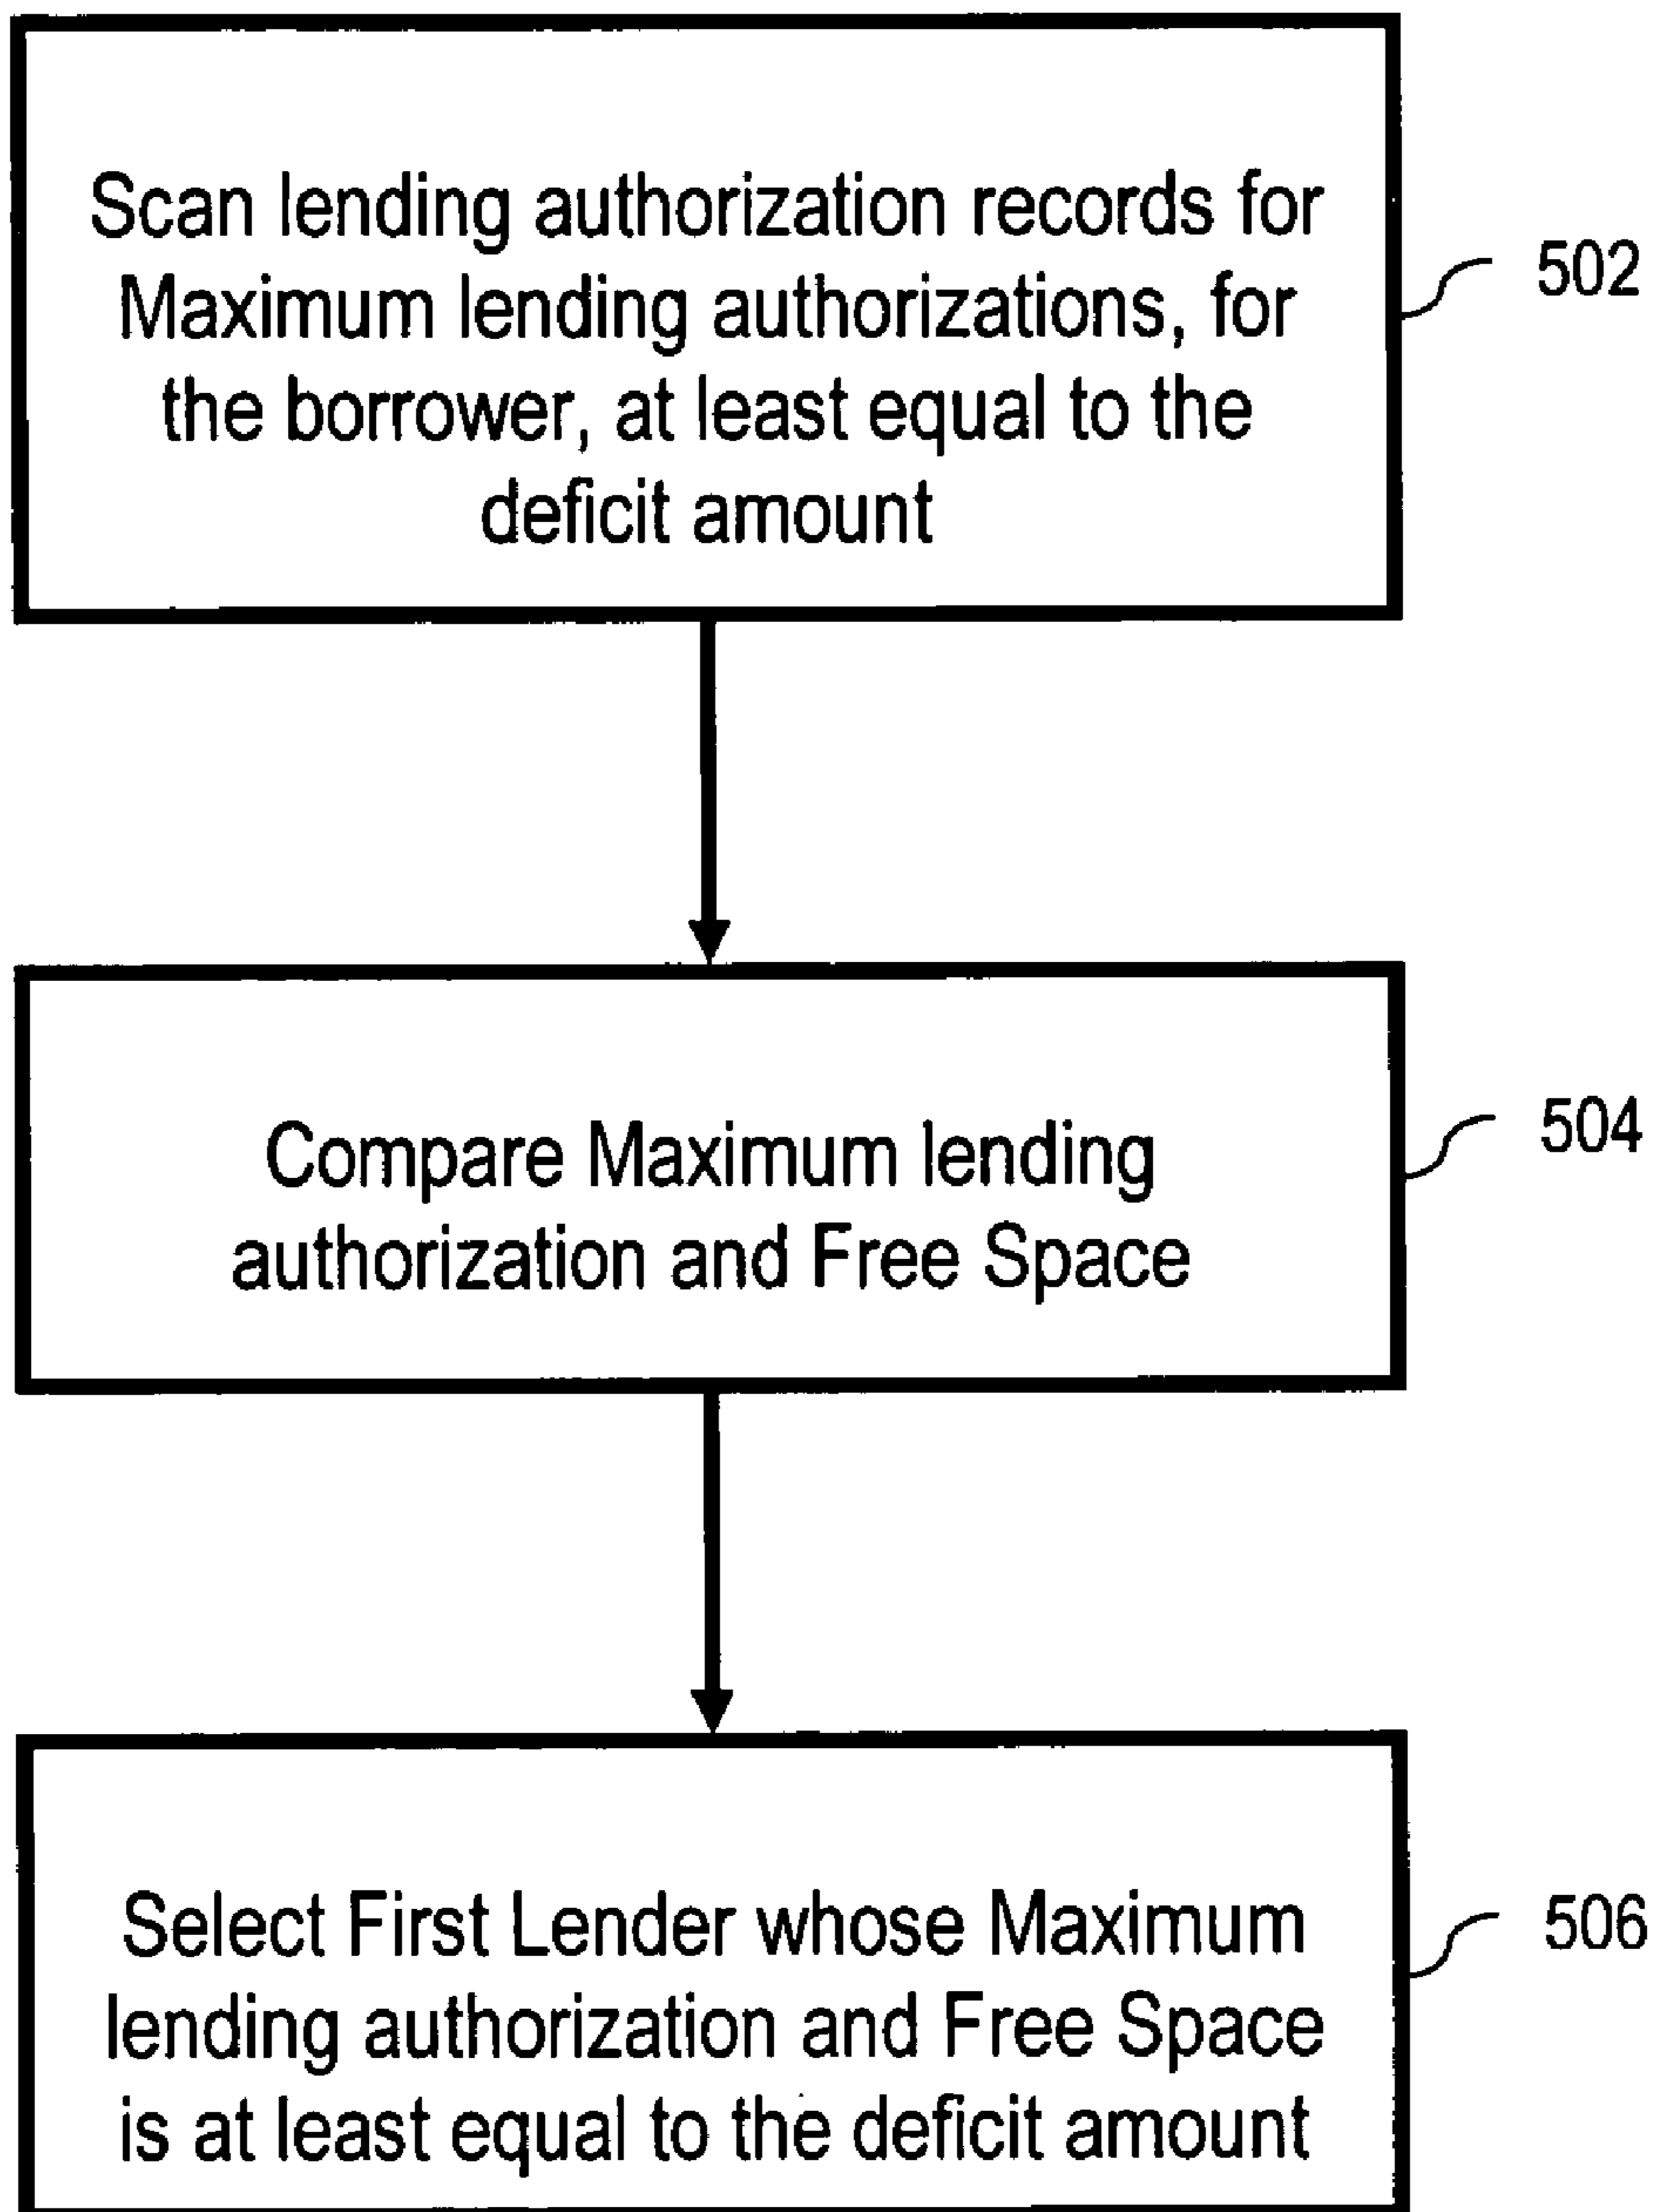 Scan lending authorization records for
Maximum lending authorizations, for
the borrower, at least equal to the
deficit amount
502
Compare Maximum lending
authorization and Free Space
504
Select First Lender whose Maximum
lending authorization and Free Space
is at least equal to the deficit amount
506